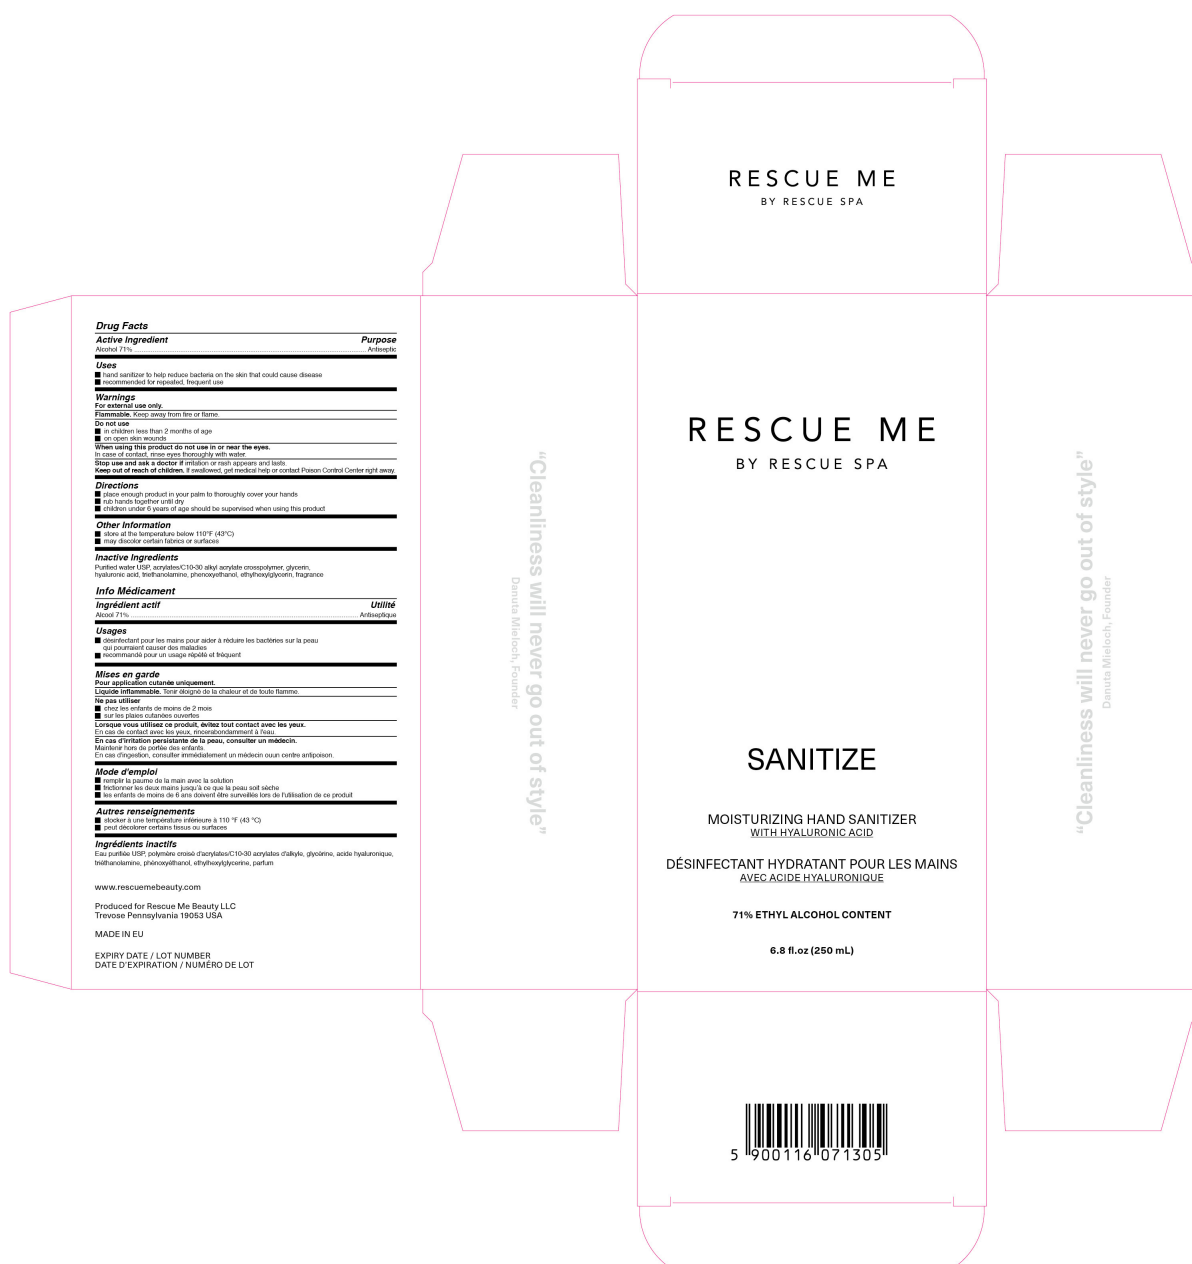 RESCUE ME
BY RESCUE SPA
Drug Facts
Active Ingredient Purpose
Alcohol 71% ........ Antiseptic
Uses
■ hand sanitizer to help reduce bacteria on the skin that could cause disease
■ recommended for repeated, frequent use
Warnings
For external use only.
Flammable. Keep away from fire or flame.
Do not use
■ in children less than 2 months of age
■ on open skin wounds
When using this product do not use in or near the eyes.
In case of contact, rinse eyes thoroughly with water.
Stop use and ask a doctor if irritation or rash appears and lasts.
Keep out of reach of children. If swallowed, get medical help or contact Poison Control Center right away.
Directions
■ place enough product in your palm to thoroughly cover your hands
■ rub hands together until dry
■ children under 6 years of age should be supervised when using this product
Other Information
■ store at the temperature below 110°F (43°C)
■ may discolor certain fabrics or surfaces
Inactive Ingredients
Purified water USP, acrylates/C10-30 alkyl acrylate crosspolymer, glycerin,
hyaluronic acid, triethanolamine, phenoxyethanol, ethylhexylglycerin, fragrance
Info Médicament
Ingrédient actif Utilité
Alcool 71% ........ Antiseptique
Usages
■ désinfectant pour les mains pour aider à réduire les bactéries sur la peau
qui pourraient causer des maladies
■ recommandé pour un usage répété et fréquent
Mises en garde
Pour application cutanée uniquement.
Liquide inflammable. Tenir éloigné de la chaleur et de toute flamme.
Ne pas utiliser
■ chez les enfants de moins de 2 mois
■ sur les plaies cutanées ouvertes
Lorsque vous utilisez ce produit, évitez tout contact avec les yeux.
En cas de contact avec les yeux, rincerabondamment à l'eau.
En cas d'irritation persistante de la peau, consulter un médecin.
Maintenir hors de portée des enfants.
En cas d'ingestion, consulter immédiatement un médecin ouun centre antipoison.
Mode d'emploi
■ remplir la paume de la main avec la solution
■ frictionner les deux mains jusqu'à ce que la peau soit sèche
■ les enfants de moins de 6 ans doivent être surveillés lors de l'utilisation de ce produit
Autres renseignements
■ stocker à une température inférieure à 110 °F (43 °C)
■ peut décolorer certains tissus ou surfaces
Ingrédients inactifs
Eau purifiée USP, polymère croisé d'acrylates/C10-30 acrylates d'alkyle, glycérine, acide hyaluronique,
triéthanolamine, phénoxyéthanol, ethylhexylglycerine, parfum
www.rescuemebeauty.com
Produced for Rescue Me Beauty LLC
Trevose Pennsylvania 19053 USA
MADE IN EU
EXPIRY DATE / LOT NUMBER
DATE D'EXPIRATION / NUMÉRO DE LOT
“Cleanliness will never go out of style”
Danuta Mieloch, Founder
RESCUE ME
BY RESCUE SPA
SANITIZE
MOISTURIZING HAND SANITIZER
WITH HYALURONIC ACID
DÉSINFECTANT HYDRATANT POUR LES MAINS
AVEC ACIDE HYALURONIQUE
71% ETHYL ALCOHOL CONTENT
6.8 fl.oz (250 mL)
“Cleanliness will never go out of style”
Danuta Mieloch, Founder
5 900116 071305